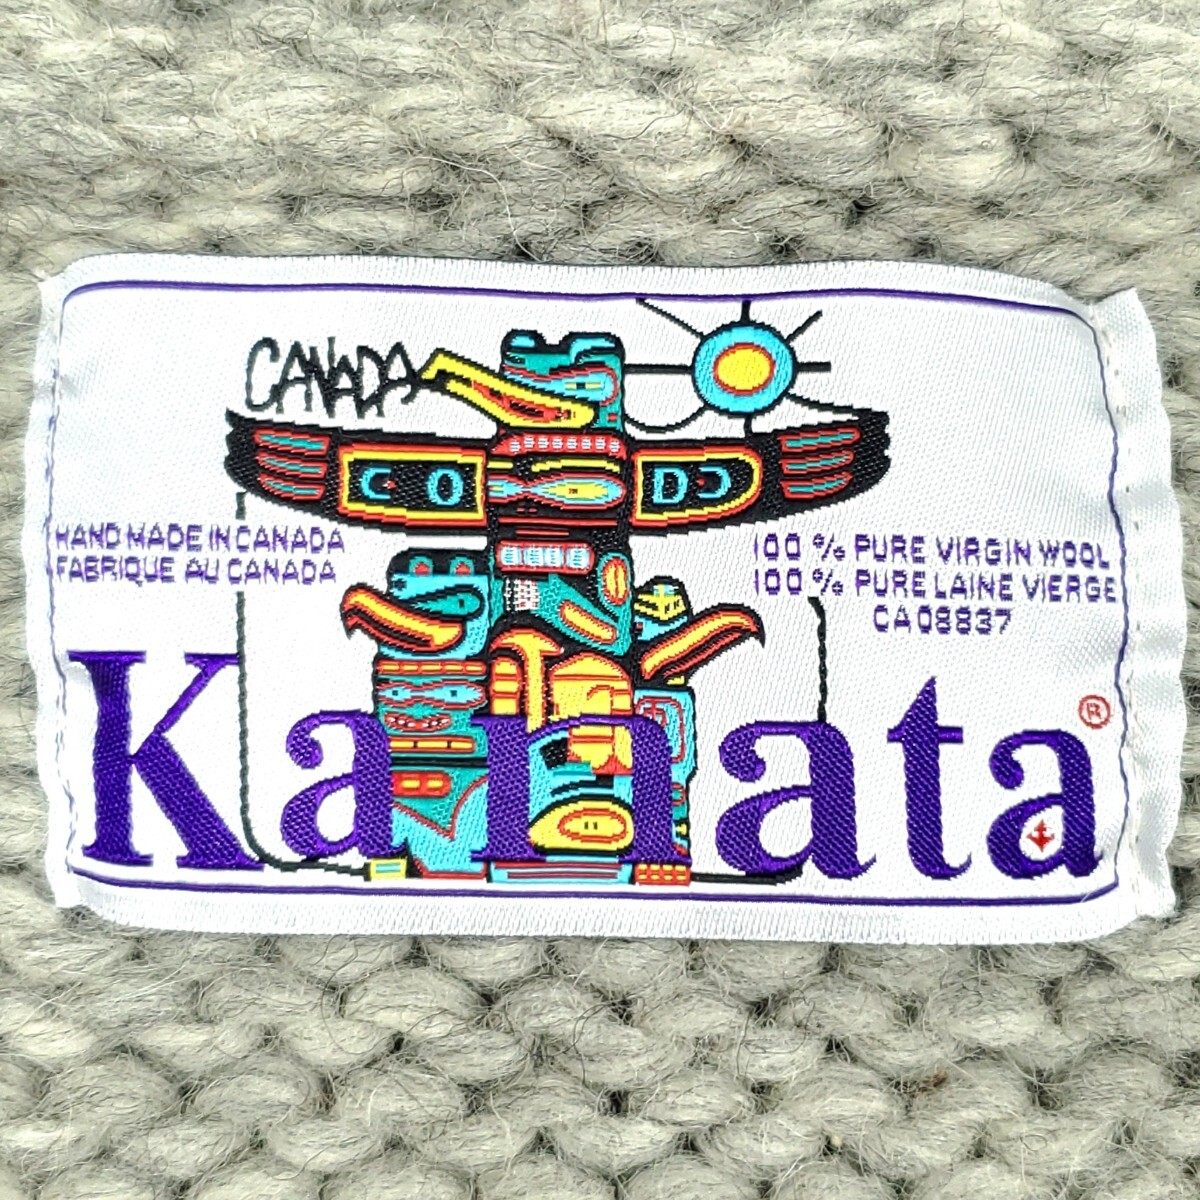 CANADA
HAND MADE IN CANADA
FABRIQUE AU CANADA
100 % PURE VIRGIN WOOL
100 % PURE LAINE VIERGE
CA 08837
Kanata ®